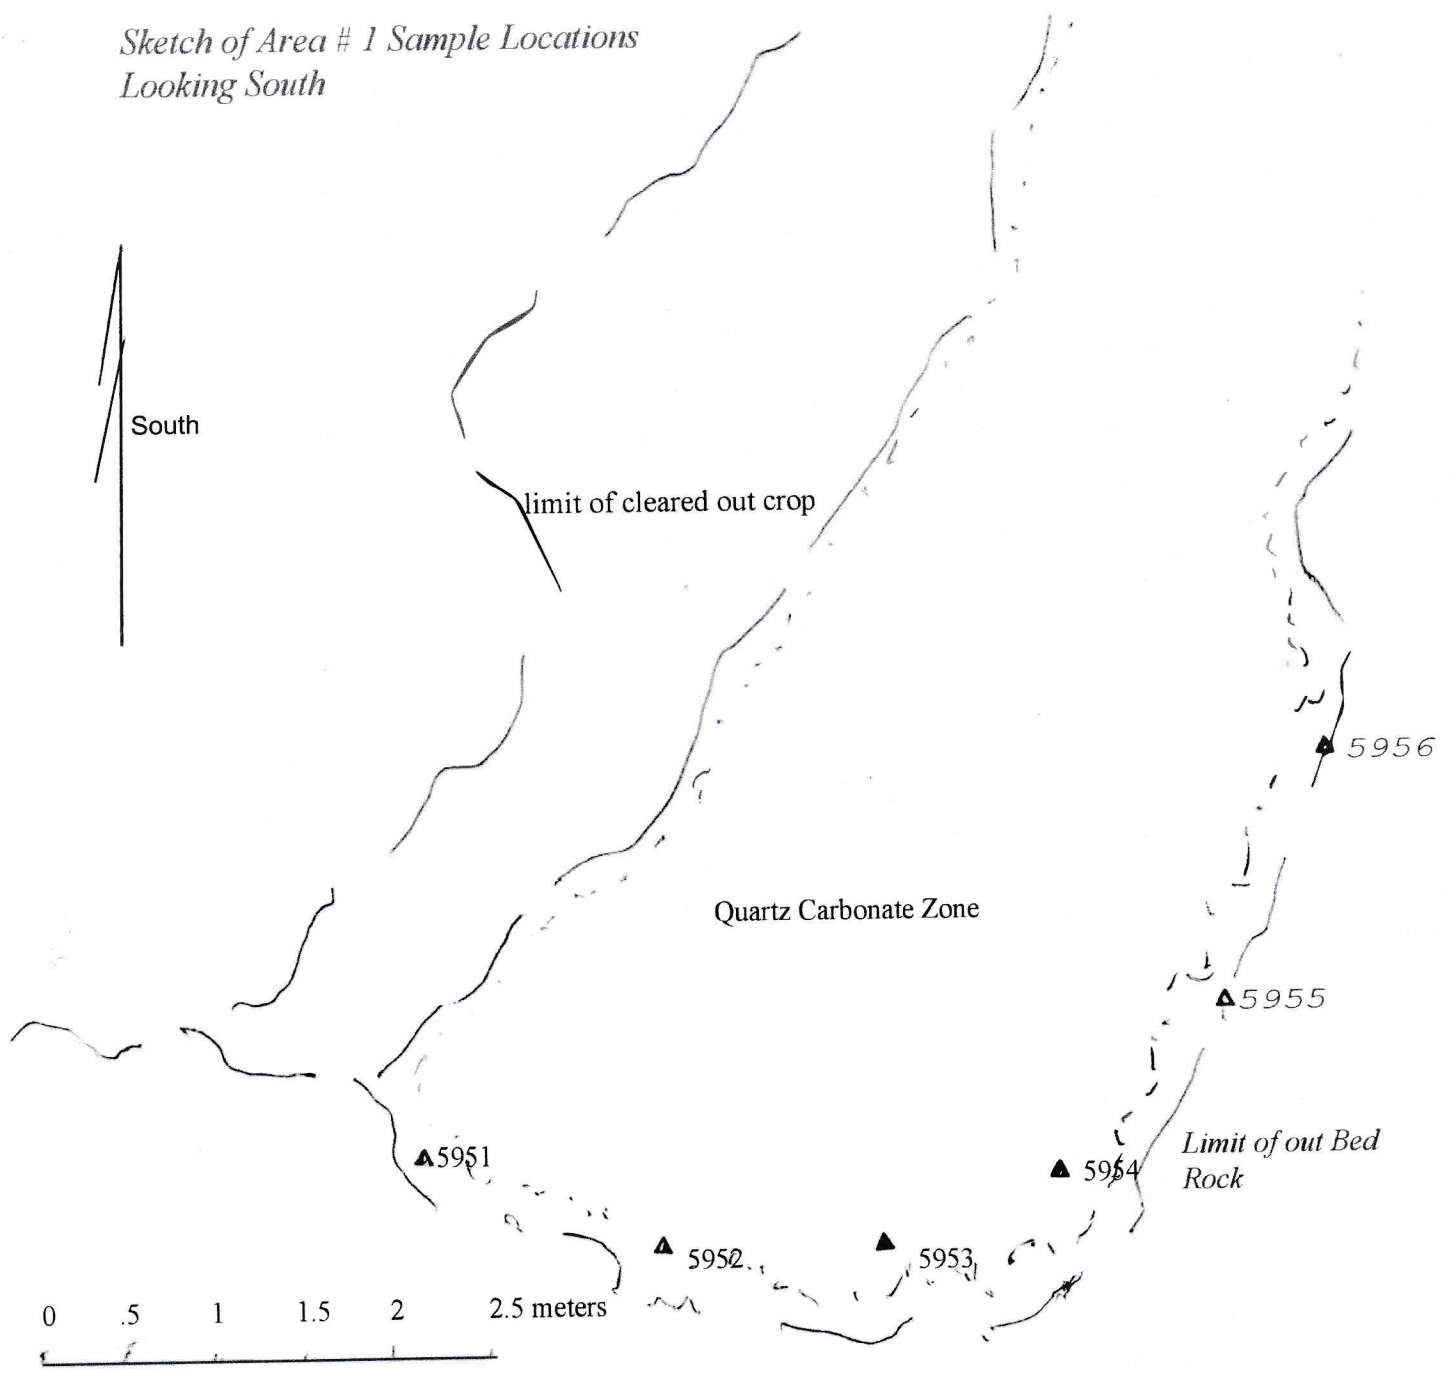 Sketch of Area # 1 Sample Locations
Looking South
South
limit of cleared out crop
5956
Quartz Carbonate Zone
5955
Limit of out Bed
Rock
5951
5954
5952
5953
0 .5 1 1.5 2 2.5 meters